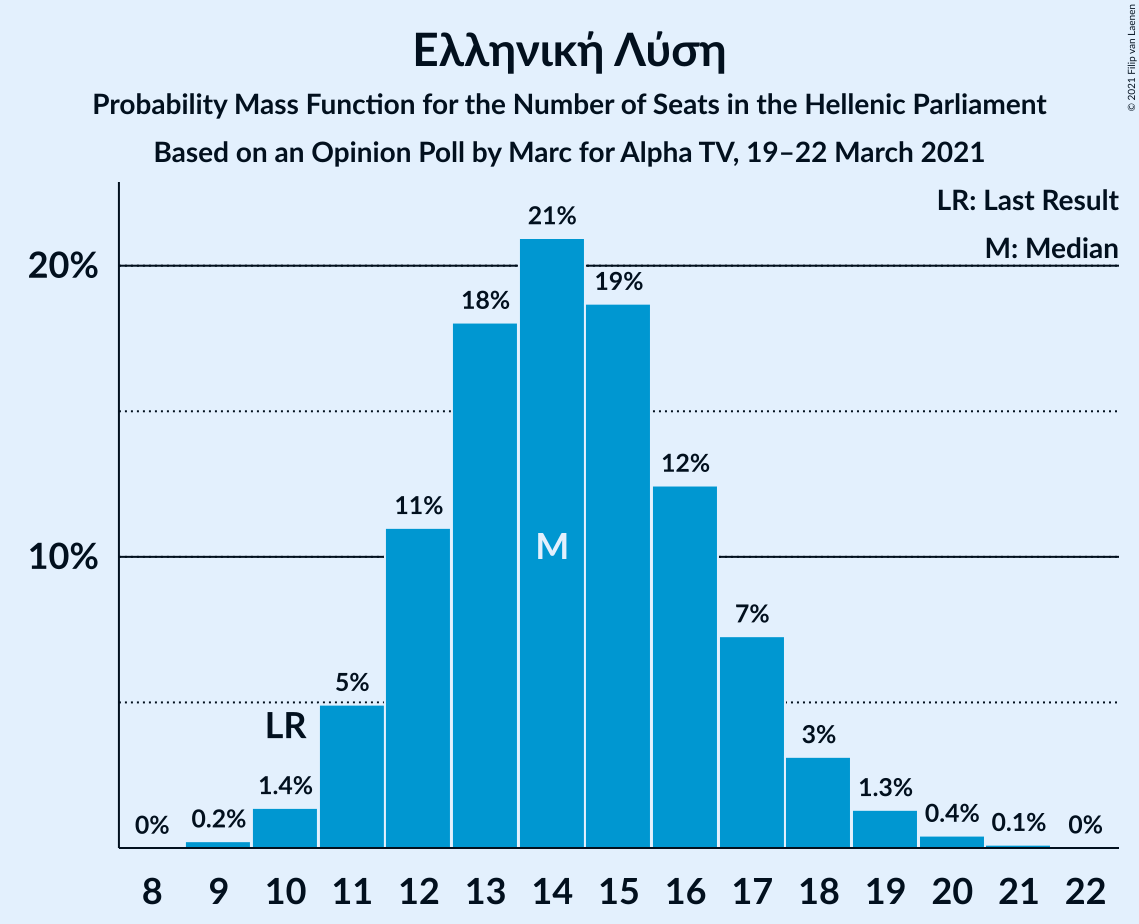 Ελληνική Λύση
Probability Mass Function for the Number of Seats in the Hellenic Parliament
Based on an Opinion Poll by Marc for Alpha TV, 19–22 March 2021
© 2021 Filip van Laenen
LR: Last Result
M: Median
20%
10%
0%
0.2%
1.4%
LR
5%
11%
18%
21%
M
19%
12%
7%
3%
1.3%
0.4%
0.1%
0%
8 9 10 11 12 13 14 15 16 17 18 19 20 21 22